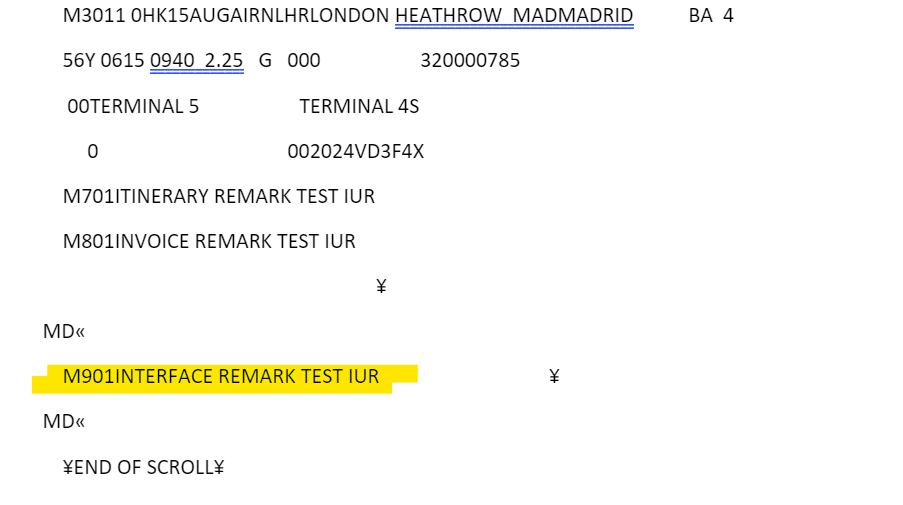 M3011 0HK15AUGAIRNLHRLONDON HEATHROW  MADMADRID          BA  4
56Y 0615 0940  2.25   G   000                    320000785
00TERMINAL 5                    TERMINAL 4S
0                                      002024VD3F4X
M701ITINERARY REMARK TEST IUR
M801INVOICE REMARK TEST IUR
¥
MD«
M901INTERFACE REMARK TEST IUR                                  ¥
MD«
¥END OF SCROLL¥